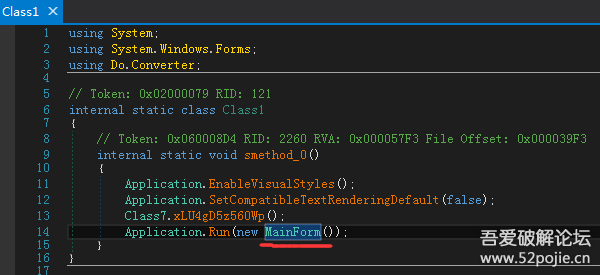 Class1 ×
1 using System;
2 using System.Windows.Forms;
3 using Do.Converter;
4
5 // Token: 0x02000079 RID: 121
6 internal static class Class1
7 {
8 // Token: 0x060008D4 RID: 2260 RVA: 0x000057F3 File Offset: 0x000039F3
9 internal static void smethod_0()
10 {
11 Application.EnableVisualStyles();
12 Application.SetCompatibleTextRenderingDefault(false);
13 Class7.xLU4gD5z560Wp();
14 Application.Run(new MainForm());
15 }
16 }
吾爱破解论坛
www.52pojie.cn